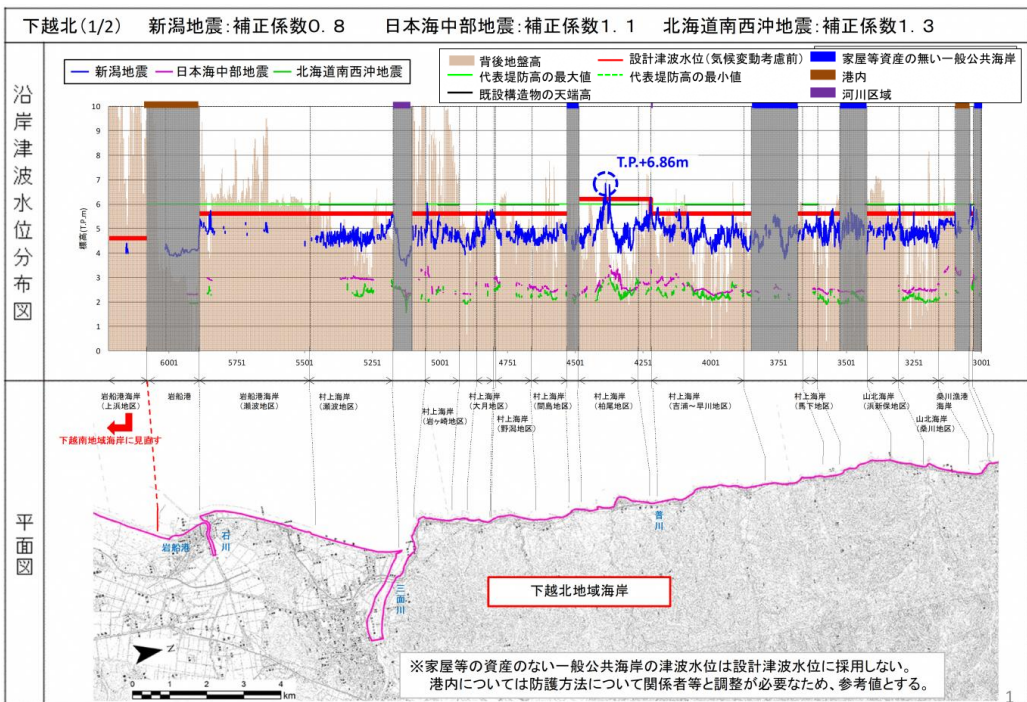 下越北(1/2) 新潟地震:補正係数0.8 日本海中部地震:補正係数1.1 北海道南西沖地震:補正係数1.3
沿岸津波水位分布図
新潟地震 日本海中部地震 北海道南西沖地震
背後地盤高 設計津波水位(気候変動考慮前)
代表堤防高の最大値 代表堤防高の最小値
既設構造物の天端高
家屋等資産の無い一般公共海岸
港内
河川区域
標高(T.P.m)
10
9
8
7
6
5
4
3
2
1
0
T.P.+6.86m
6001 5751 5501 5251 5001 4751 4501 4251 4001 3751 3501 3251 3001
岩船港海岸
(上浜地区)
岩船港
岩船港海岸
(瀬波地区)
村上海岸
(瀬波地区)
村上海岸
(岩ヶ崎地区)
村上海岸
(大月地区)
村上海岸
(野潟地区)
村上海岸
(間島地区)
村上海岸
(柏尾地区)
村上海岸
(吉浦~早川地区)
村上海岸
(馬下地区)
山北海岸
(浜新保地区)
山北海岸
(桑川地区)
桑川漁港
海岸
下越南地域海岸に見直す
平面図
岩船港
石川
三面川
普川
下越北地域海岸
N
0 1 2 3 4
km
※家屋等の資産のない一般公共海岸の津波水位は設計津波水位に採用しない。
港内については防護方法について関係者等と調整が必要なため、参考値とする。
1